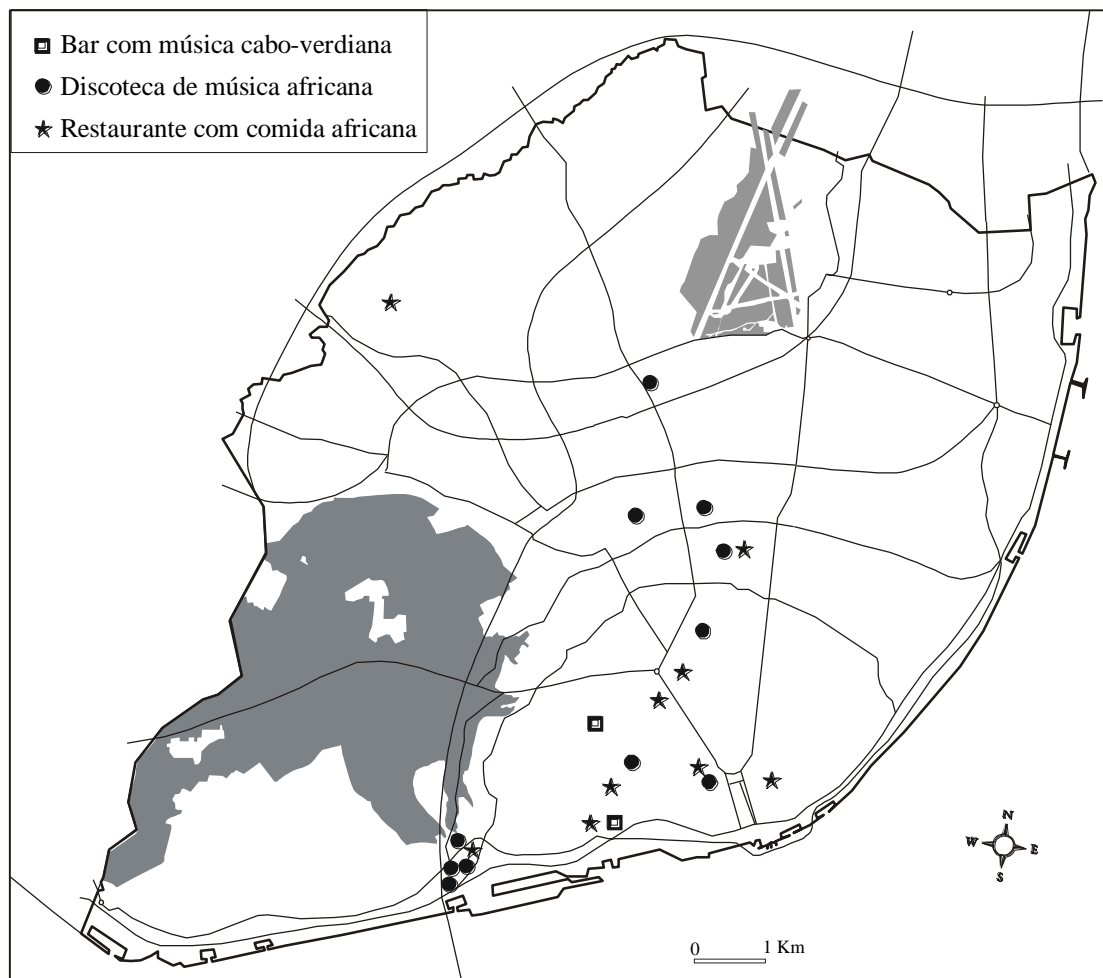 Bar com música cabo-verdiana
Discoteca de música africana
Restaurante com comida africana
N
W E
S
0 1 Km